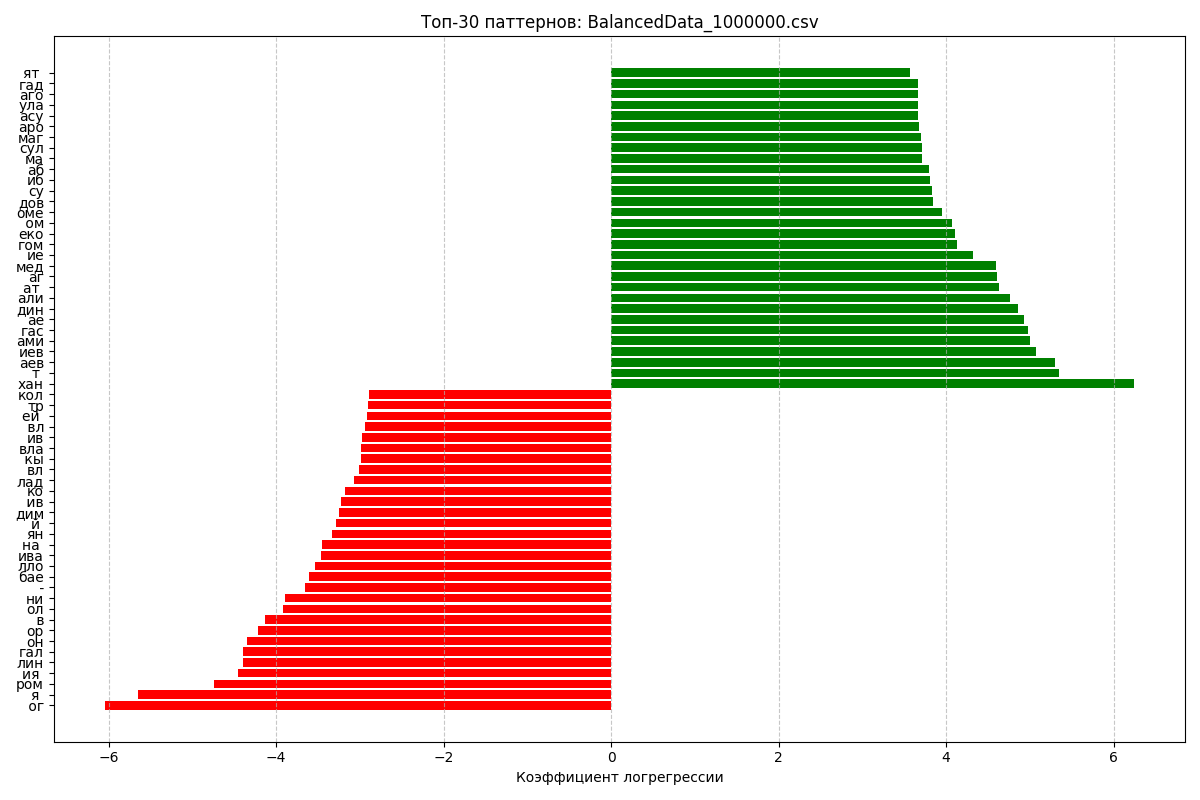 Топ-30 паттернов: BalancedData_1000000.csv
ят
гад
аго
ула
асу
аро
маг
сул
ма
аб
иб
су
дов
оме
ом
еко
гом
ие
мед
аг
ат
али
дин
ае
гас
ами
иев
аев
т
хан
кол
тр
ей
вл
ив
вла
кы
вл
лад
ко
ив
дим
й
ян
на
ива
лло
бае
-
ни
ол
в
ор
он
гал
лин
ия
ром
я
ог
−6 −4 −2 0 2 4 6
Коэффициент логрегрессии